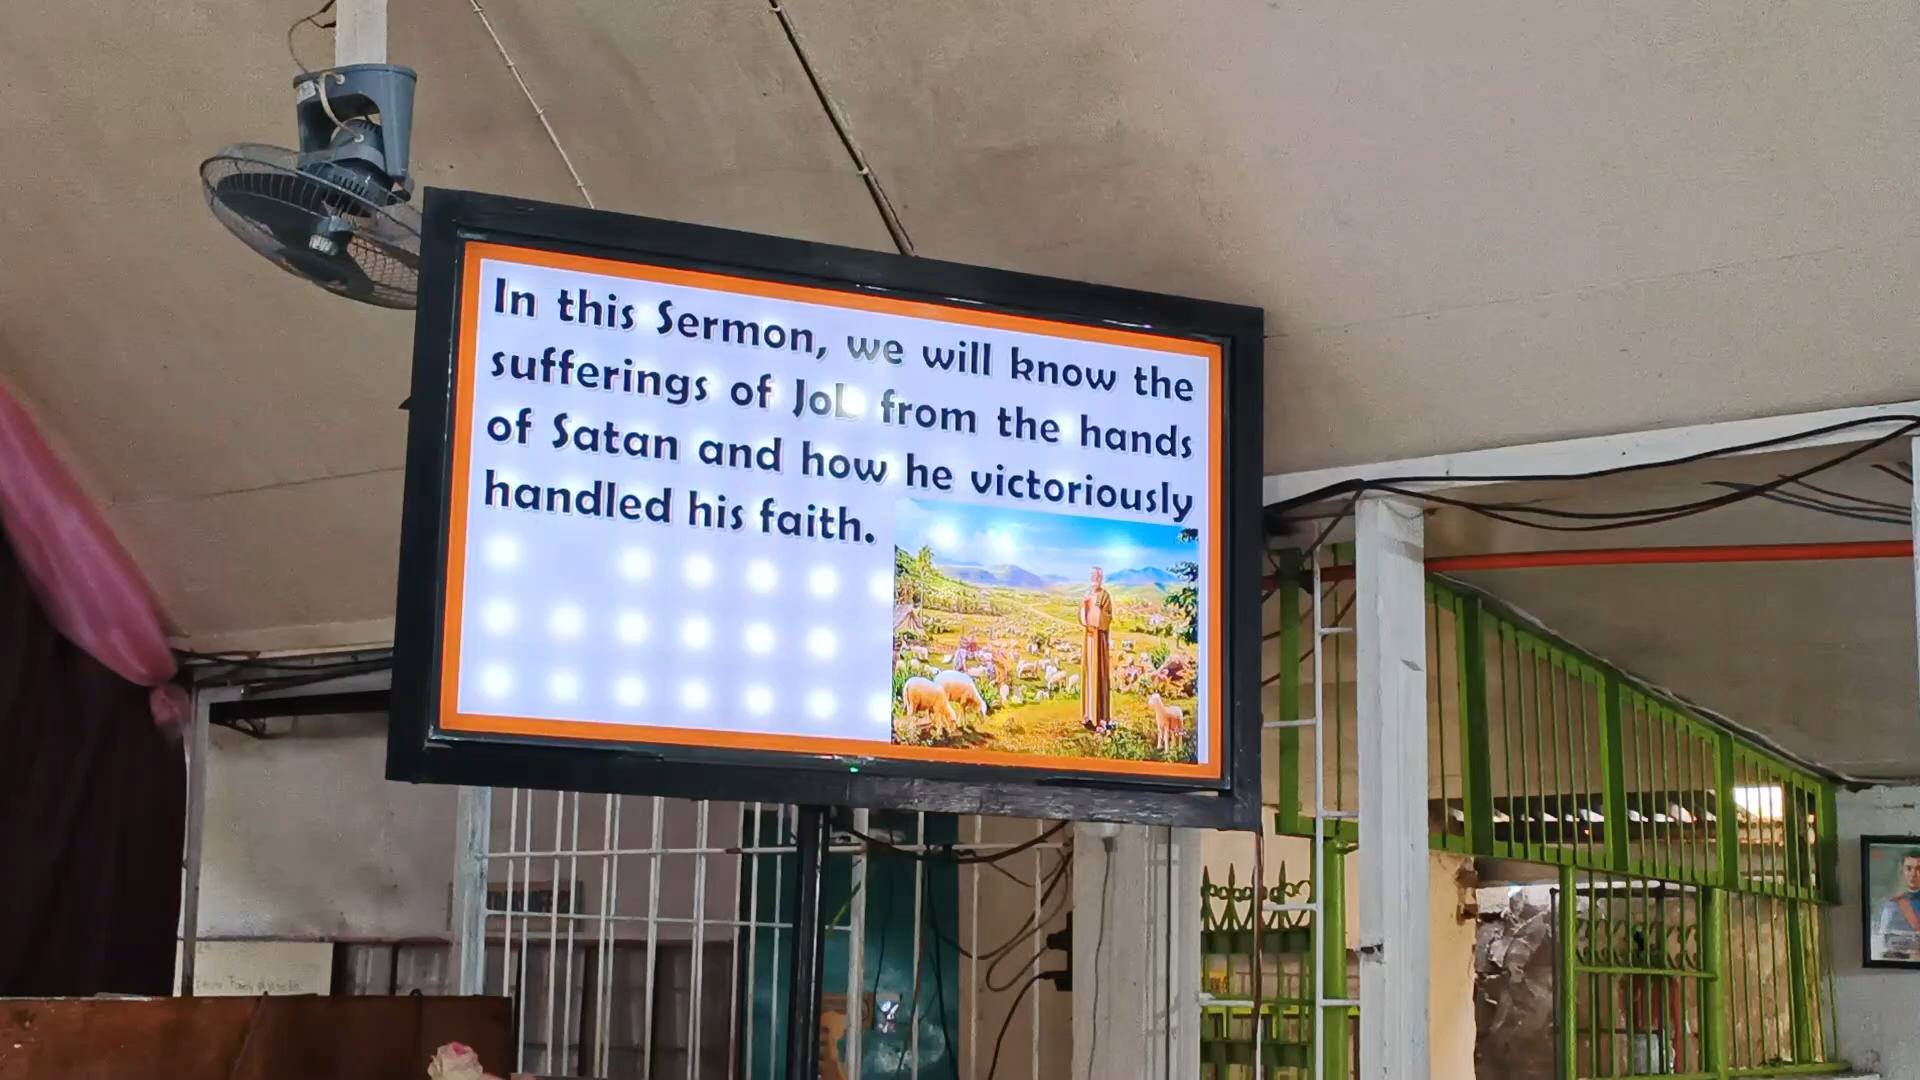 In this Sermon, we will know the
sufferings of Job from the hands
of Satan and how he victoriously
handled his faith.